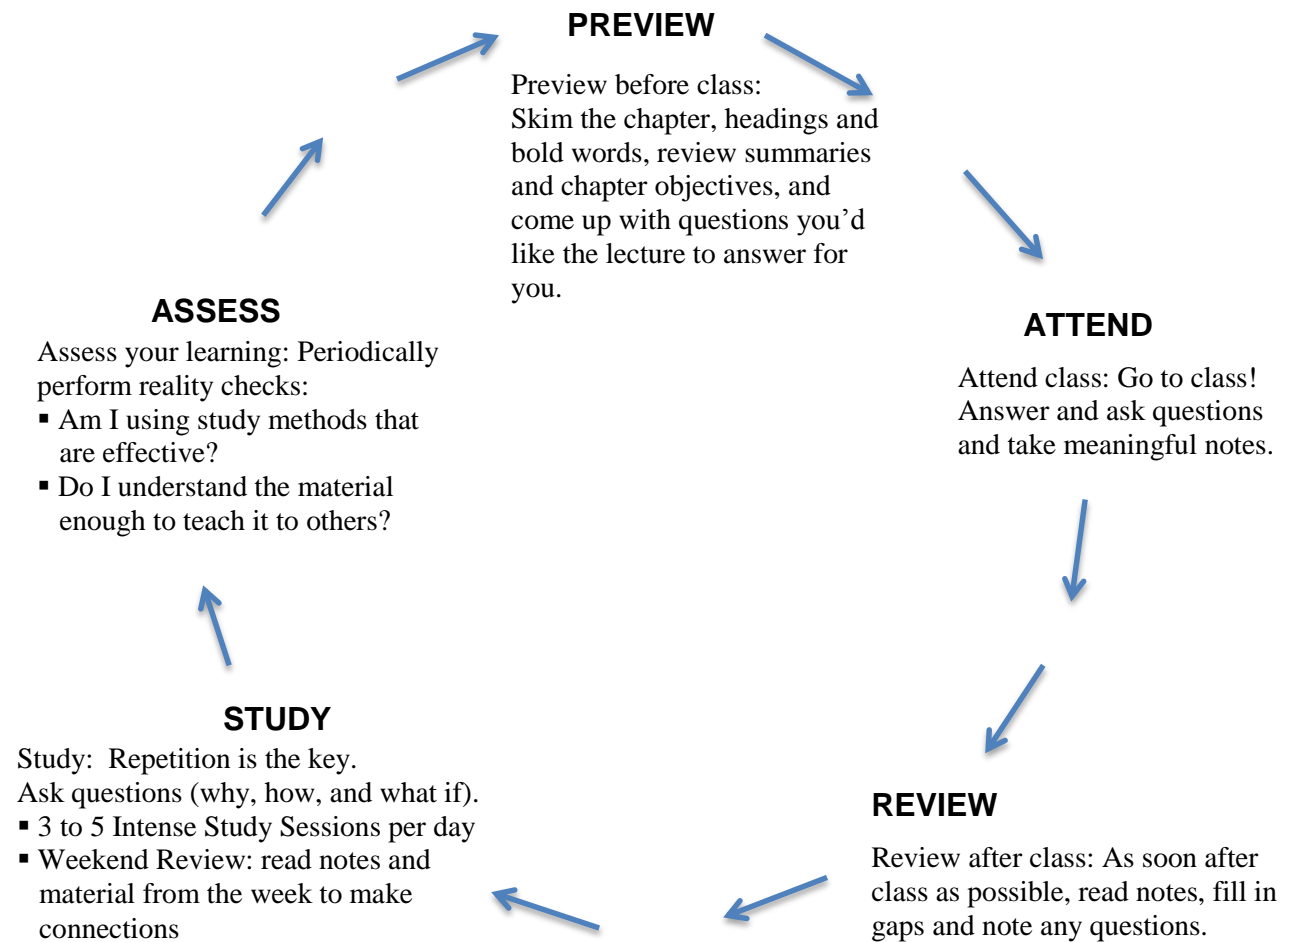 PREVIEW
Preview before class:
Skim the chapter, headings and
bold words, review summaries
and chapter objectives, and
come up with questions you’d
like the lecture to answer for
you.
ATTEND
Attend class: Go to class!
Answer and ask questions
and take meaningful notes.
REVIEW
Review after class: As soon after
class as possible, read notes, fill in
gaps and note any questions.
STUDY
Study:  Repetition is the key.
Ask questions (why, how, and what if).
▪ 3 to 5 Intense Study Sessions per day
▪ Weekend Review: read notes and
material from the week to make
connections
ASSESS
Assess your learning: Periodically
perform reality checks:
▪ Am I using study methods that
are effective?
▪ Do I understand the material
enough to teach it to others?